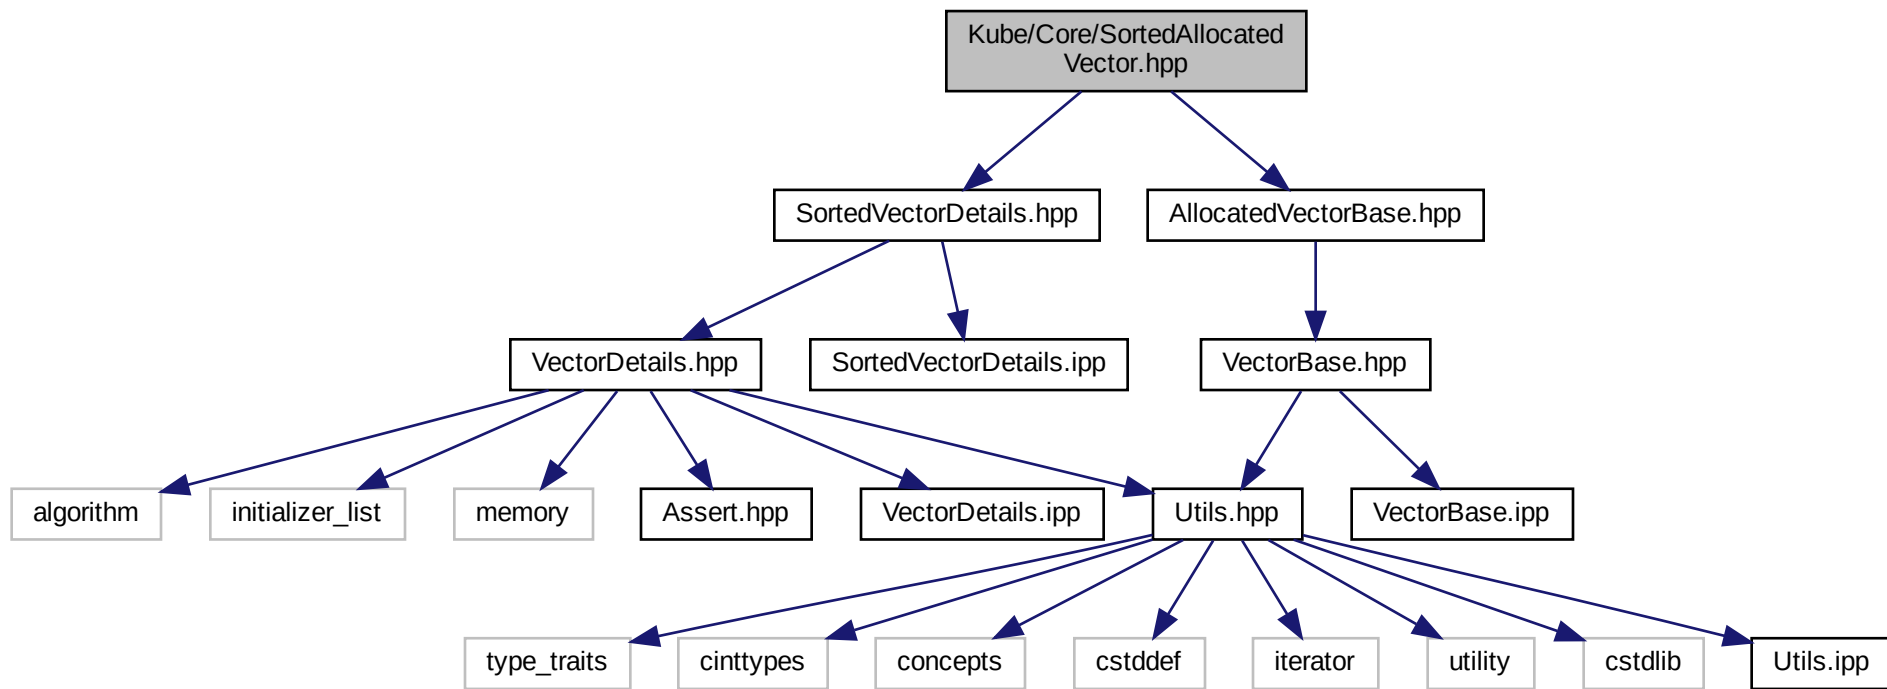 Kube/Core/SortedAllocated
Vector.hpp
SortedVectorDetails.hpp
AllocatedVectorBase.hpp
VectorDetails.hpp
SortedVectorDetails.ipp
VectorBase.hpp
algorithm
initializer_list
memory
Assert.hpp
VectorDetails.ipp
Utils.hpp
VectorBase.ipp
type_traits
cinttypes
concepts
cstddef
iterator
utility
cstdlib
Utils.ipp